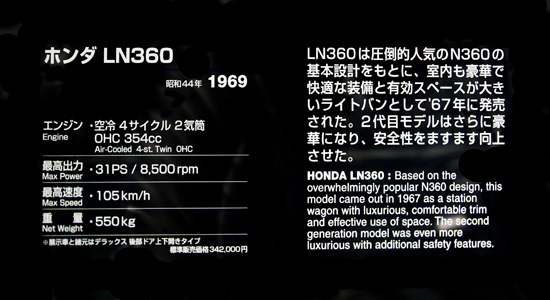 ホンダ LN360
昭和44年 1969
エンジン ・空冷 4サイクル 2気筒
Engine OHC 354cc
Air-Cooled 4-st. Twin OHC
最高出力 ・31PS / 8,500rpm
Max Power
最高速度 ・105km/h
Max Speed
重 量 ・550kg
Net Weight
※展示車と諸元はデラックス 後部ドア上下開きタイプ
標準販売価格 342,000円
LN360は圧倒的人気のN360の
基本設計をもとに、室内も豪華で
快適な装備と有効スペースが大き
いライトバンとして'67年に発売
された。2代目モデルはさらに豪
華になり、安全性をますます向上
させた。
HONDA LN360 : Based on the
overwhelmingly popular N360 design, this
model came out in 1967 as a station
wagon with luxurious, comfortable trim
and effective use of space. The second
generation model was even more
luxurious with additional safety features.